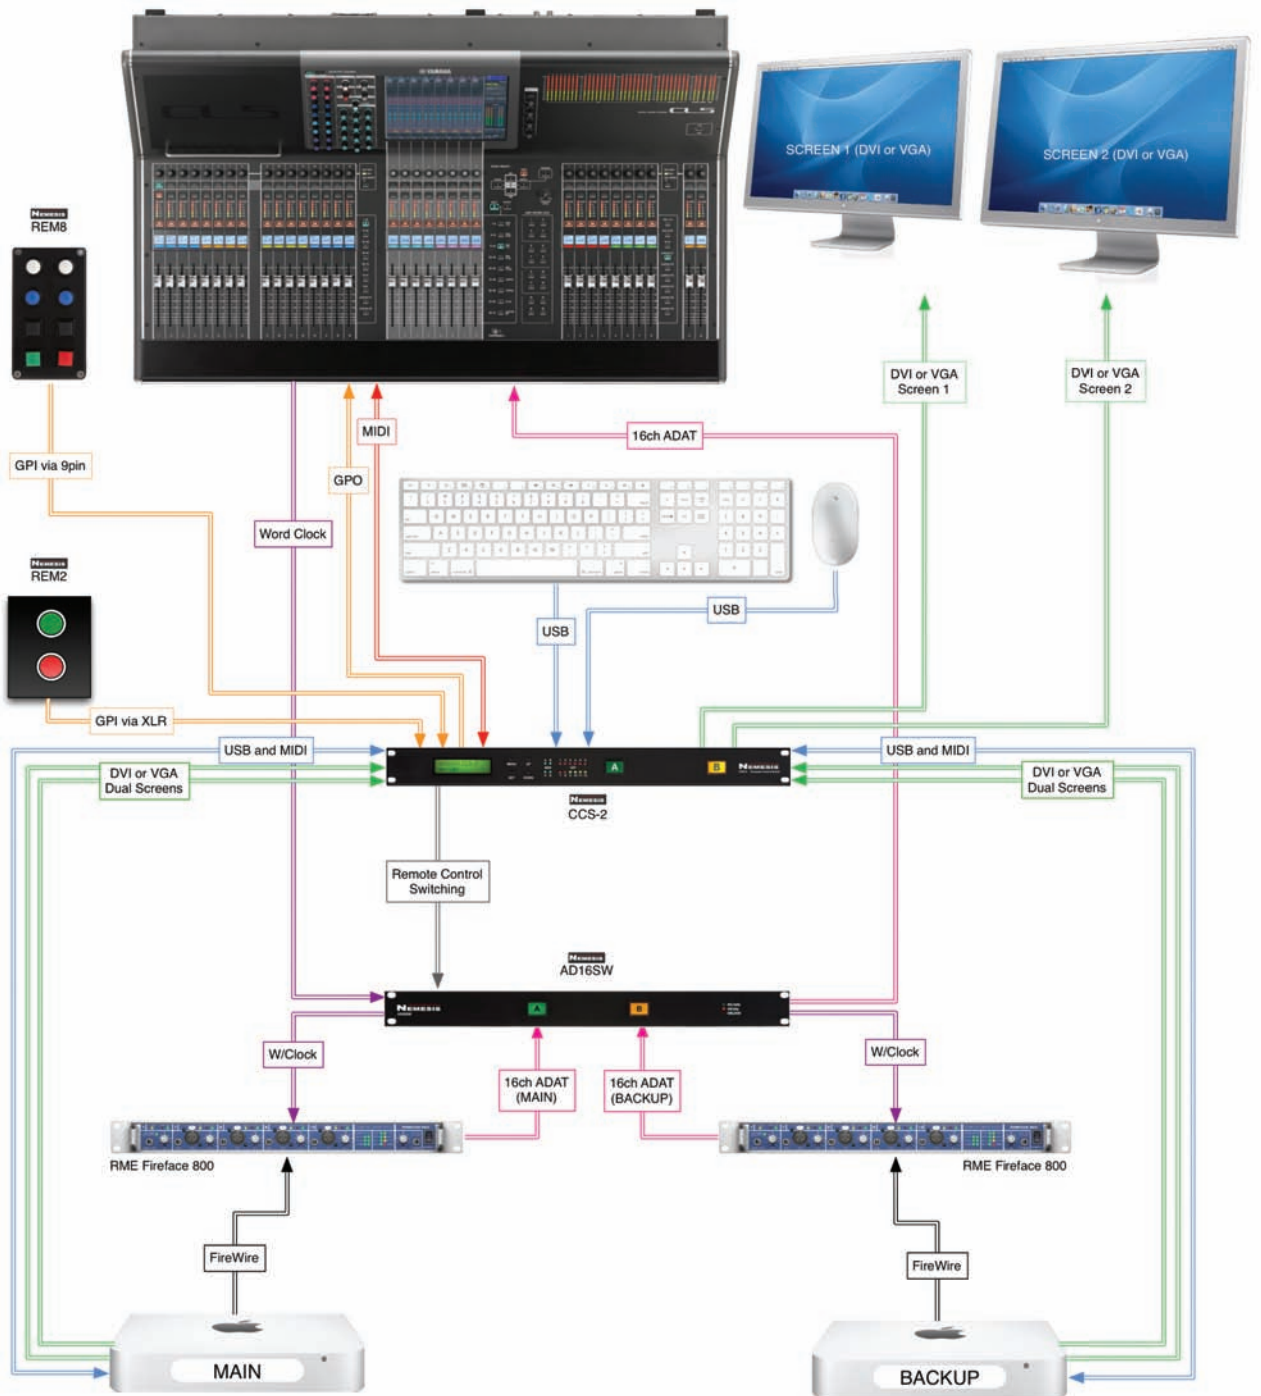 YAMAHA
CL5
SCREEN 1 (DVI or VGA)
SCREEN 2 (DVI or VGA)
NEMESIS
REM8
DVI or VGA
Screen 1
DVI or VGA
Screen 2
MIDI
16ch ADAT
GPI via 9pin
GPO
Word Clock
NEMESIS
REM2
USB
USB
GPI via XLR
USB and MIDI
USB and MIDI
DVI or VGA
Dual Screens
A
B
NEMESIS
DVI or VGA
Dual Screens
NEMESIS
CCS-2
Remote Control
Switching
NEMESIS
AD16SW
NEMESIS
A
B
W/Clock
W/Clock
16ch ADAT
(MAIN)
16ch ADAT
(BACKUP)
RME Fireface 800
RME Fireface 800
FireWire
FireWire
MAIN
BACKUP